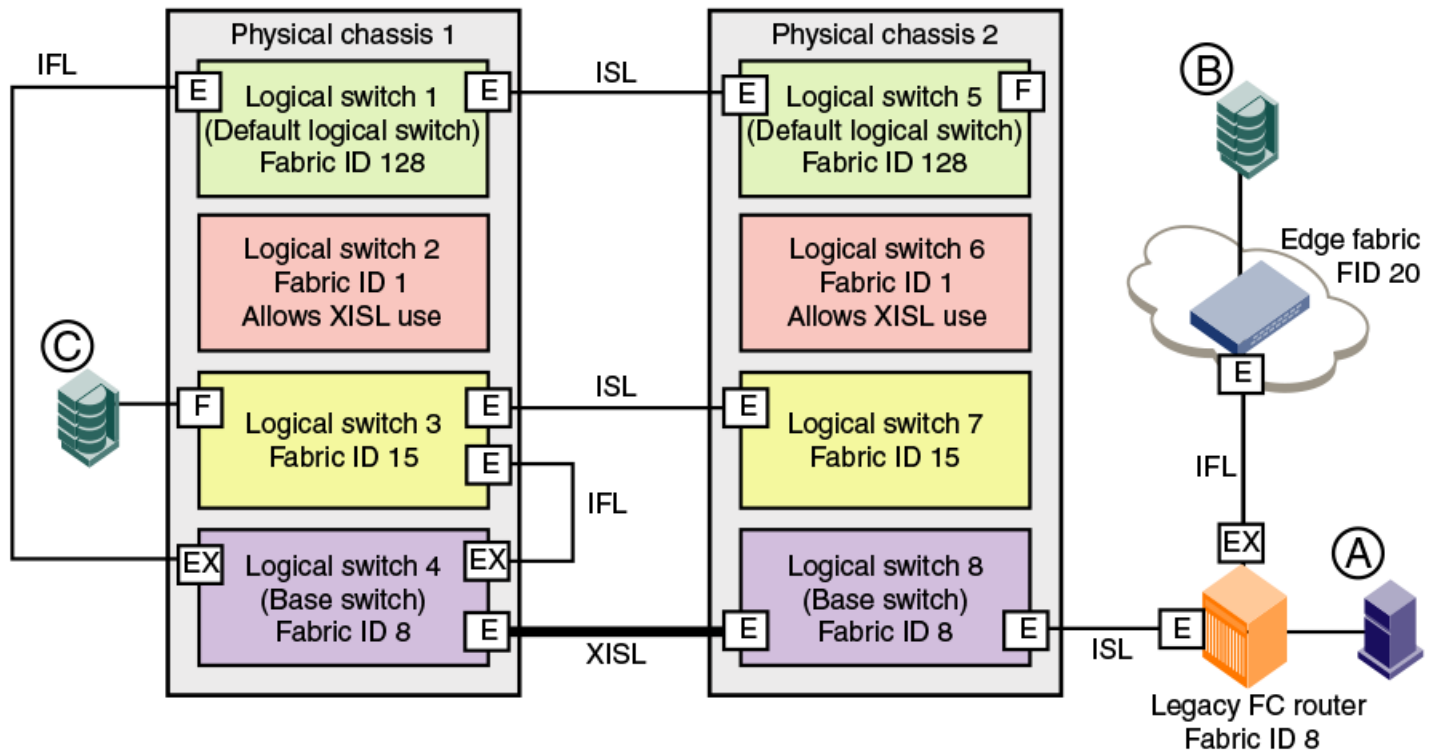 Physical chassis 1
Physical chassis 2
IFL
E
Logical switch 1
(Default logical switch)
Fabric ID 128
E
ISL
E
Logical switch 5
(Default logical switch)
Fabric ID 128
F
B
Logical switch 2
Fabric ID 1
Allows XISL use
Logical switch 6
Fabric ID 1
Allows XISL use
Edge fabric
FID 20
E
C
F
Logical switch 3
Fabric ID 15
E
E
ISL
E
Logical switch 7
Fabric ID 15
IFL
IFL
EX
Logical switch 4
(Base switch)
Fabric ID 8
EX
E
XISL
E
Logical switch 8
(Base switch)
Fabric ID 8
E
ISL
E
EX
A
Legacy FC router
Fabric ID 8